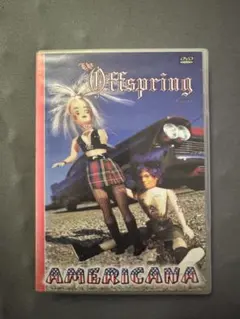 DVD
The
Offspring
AMERICANA